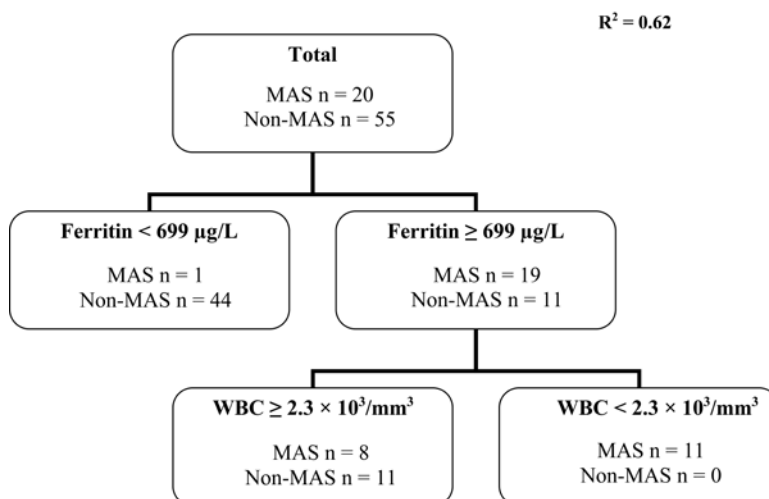 R² = 0.62
Total
MAS n = 20
Non-MAS n = 55
Ferritin < 699 µg/L
MAS n = 1
Non-MAS n = 44
Ferritin ≥ 699 µg/L
MAS n = 19
Non-MAS n = 11
WBC ≥ 2.3 × 10³/mm³
MAS n = 8
Non-MAS n = 11
WBC < 2.3 × 10³/mm³
MAS n = 11
Non-MAS n = 0